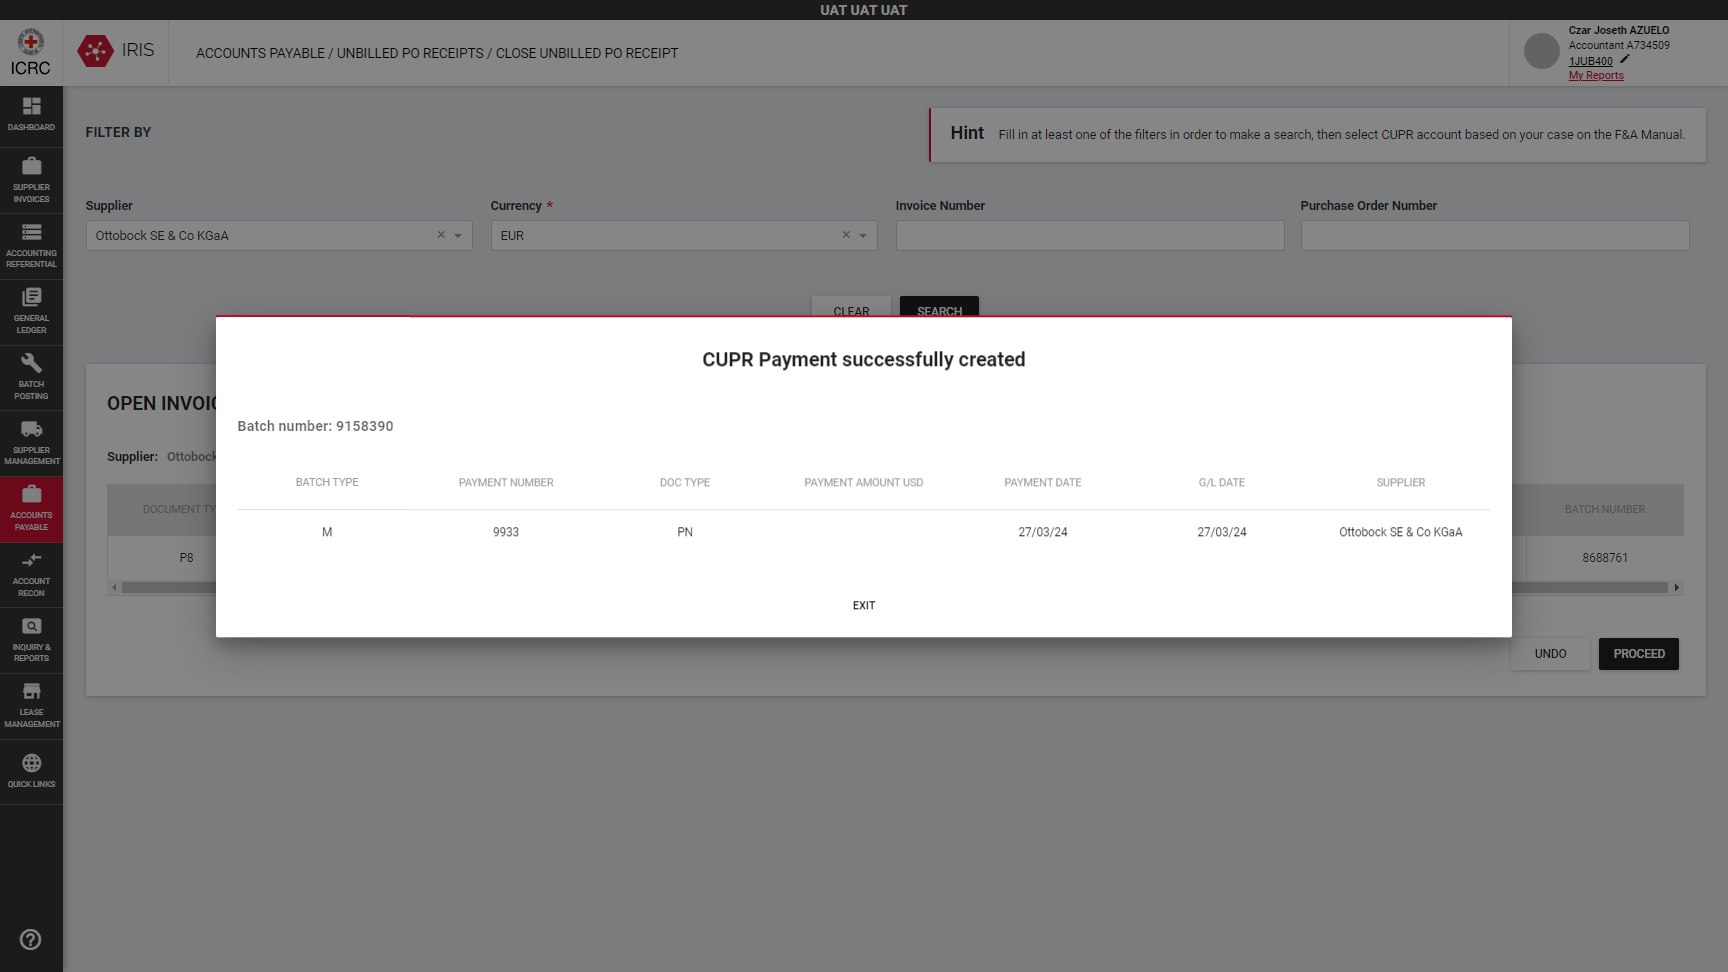 UAT UAT UAT
ICRC
IRIS
ACCOUNTS PAYABLE / UNBILLED PO RECEIPTS / CLOSE UNBILLED PO RECEIPT
Czar Joseth AZUELO
Accountant A734509
1JUB400
My Reports
DASHBOARD
SUPPLIER
INVOICES
ACCOUNTING
REFERENTIAL
GENERAL
LEDGER
BATCH
POSTING
SUPPLIER
MANAGEMENT
ACCOUNTS
PAYABLE
ACCOUNT
RECON
INQUIRY &
REPORTS
LEASE
MANAGEMENT
QUICK LINKS
FILTER BY
Hint Fill in at least one of the filters in order to make a search, then select CUPR account based on your case on the F&A Manual.
Supplier Currency * Invoice Number Purchase Order Number
Ottobock SE & Co KGaA EUR
CLEAR SEARCH
OPEN INVOIC
Supplier: Ottobock
DOCUMENT TY BATCH NUMBER
P8 8688761
UNDO PROCEED
CUPR Payment successfully created
Batch number: 9158390
BATCH TYPE PAYMENT NUMBER DOC TYPE PAYMENT AMOUNT USD PAYMENT DATE G/L DATE SUPPLIER
M 9933 PN 27/03/24 27/03/24 Ottobock SE & Co KGaA
EXIT